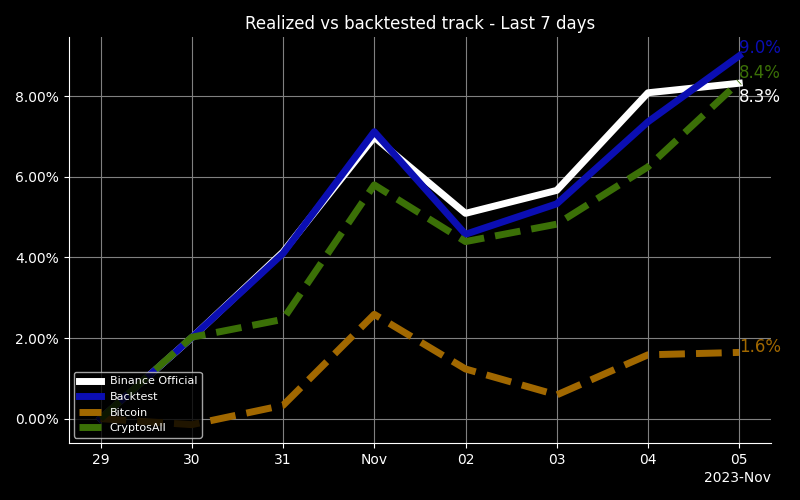 Realized vs backtested track - Last 7 days
9.0%
8.4%
8.3%
8.00%
6.00%
4.00%
2.00%
0.00%
1.6%
Binance Official
Backtest
Bitcoin
CryptosAll
29 30 31 Nov 02 03 04 05
2023-Nov